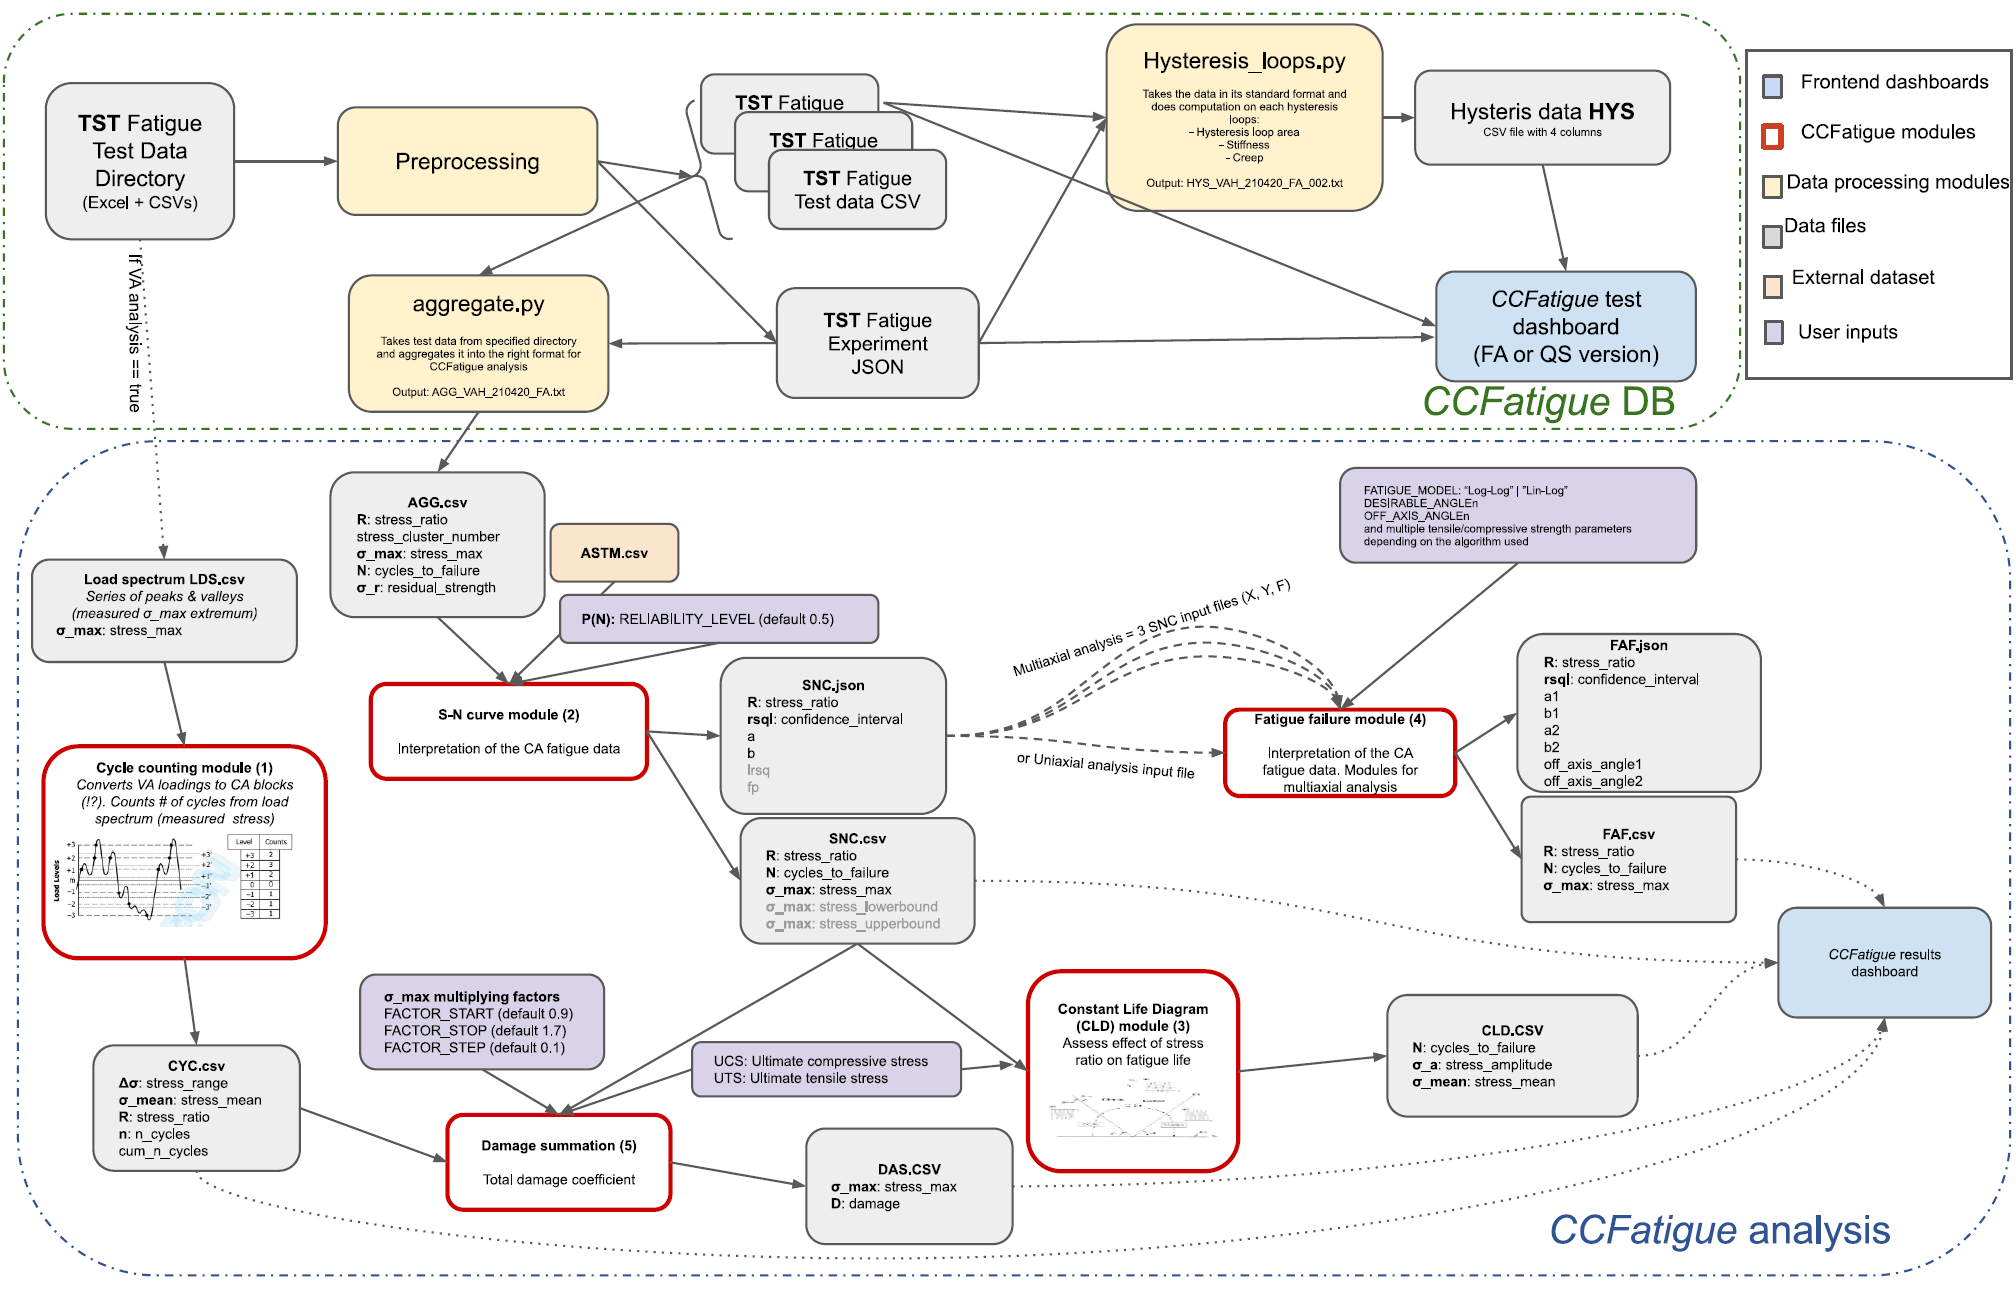 TST Fatigue
Test Data
Directory
(Excel + CSVs)
Preprocessing
TST Fatigue
TST Fatigue
TST Fatigue
Test data CSV
Hysteresis_loops.py
Takes the data in its standard format and
does computation on each hysteresis
loops:
– Hysteresis loop area
– Stiffness
– Creep
Output: HYS_VAH_210420_FA_002.txt
Hysteris data HYS
CSV file with 4 columns
Frontend dashboards
CCFatigue modules
Data processing modules
Data files
External dataset
User inputs
If VA analysis == true
aggregate.py
Takes test data from specified directory
and aggregates it into the right format for
CCFatigue analysis
Output: AGG_VAH_210420_FA.txt
TST Fatigue
Experiment
JSON
CCFatigue test
dashboard
(FA or QS version)
CCFatigue DB
AGG.csv
R: stress_ratio
stress_cluster_number
σ_max: stress_max
N: cycles_to_failure
σ_r: residual_strength
ASTM.csv
P(N): RELIABILITY_LEVEL (default 0.5)
FATIGUE_MODEL: “Log-Log” | ”Lin-Log”
DESIRABLE_ANGLEn
OFF_AXIS_ANGLEn
and multiple tensile/compressive strength parameters
depending on the algorithm used
Load spectrum LDS.csv
Series of peaks & valleys
(measured σ_max extremum)
σ_max: stress_max
S-N curve module (2)
Interpretation of the CA fatigue data
SNC.json
R: stress_ratio
rsql: confidence_interval
a
b
lrsq
fp
Multiaxial analysis = 3 SNC input files (X, Y, F)
or Uniaxial analysis input file
Fatigue failure module (4)
Interpretation of the CA
fatigue data. Modules for
multiaxial analysis
FAF.json
R: stress_ratio
rsql: confidence_interval
a1
b1
a2
b2
off_axis_angle1
off_axis_angle2
Cycle counting module (1)
Converts VA loadings to CA blocks
(!?). Counts # of cycles from load
spectrum (measured stress)
Load Levels
+3
+2
+1
m
−1
−2
−3
+3'
+2'
+1'
−1'
−2'
−3'
Level Counts
+3 2
+2 3
+1 2
0 0
−1 1
−2 1
−3 1
SNC.csv
R: stress_ratio
N: cycles_to_failure
σ_max: stress_max
σ_max: stress_lowerbound
σ_max: stress_upperbound
FAF.csv
R: stress_ratio
N: cycles_to_failure
σ_max: stress_max
CCFatigue results
dashboard
σ_max multiplying factors
FACTOR_START (default 0.9)
FACTOR_STOP (default 1.7)
FACTOR_STEP (default 0.1)
UCS: Ultimate compressive stress
UTS: Ultimate tensile stress
Constant Life Diagram
(CLD) module (3)
Assess effect of stress
ratio on fatigue life
CLD.CSV
N: cycles_to_failure
σ_a: stress_amplitude
σ_mean: stress_mean
CYC.csv
Δσ: stress_range
σ_mean: stress_mean
R: stress_ratio
n: n_cycles
cum_n_cycles
Damage summation (5)
Total damage coefficient
DAS.CSV
σ_max: stress_max
D: damage
CCFatigue analysis